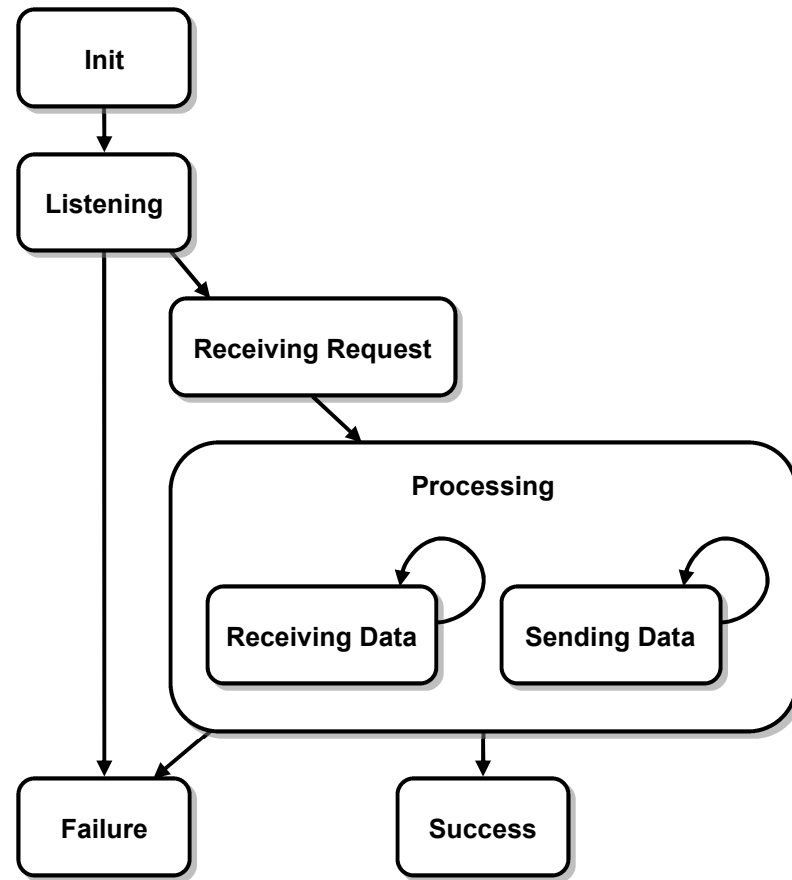 Init
Listening
Receiving Request
Processing
Receiving Data
Sending Data
Failure
Success